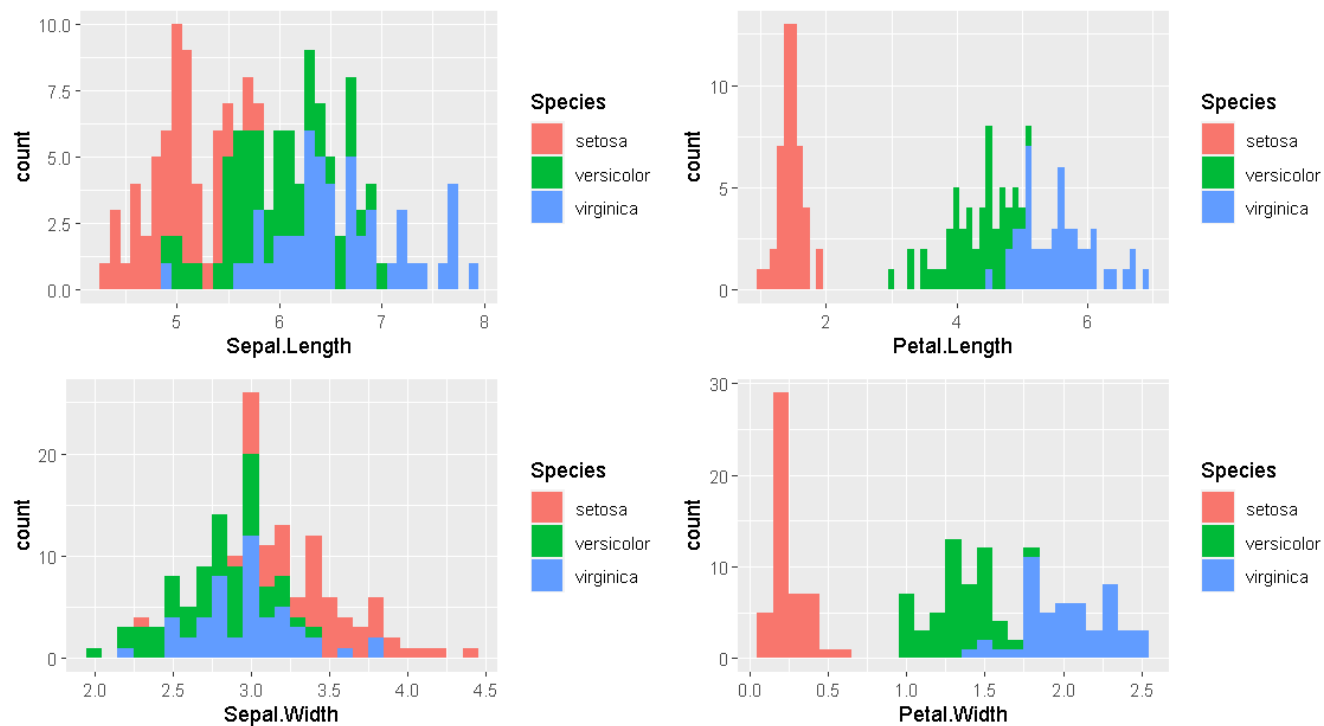 10.0
7.5
5.0
2.5
0.0
count
5 6 7 8
Sepal.Length
Species
setosa
versicolor
virginica
10
5
0
count
2 4 6
Petal.Length
Species
setosa
versicolor
virginica
20
10
0
count
2.0 2.5 3.0 3.5 4.0 4.5
Sepal.Width
Species
setosa
versicolor
virginica
30
20
10
0
count
0.0 0.5 1.0 1.5 2.0 2.5
Petal.Width
Species
setosa
versicolor
virginica